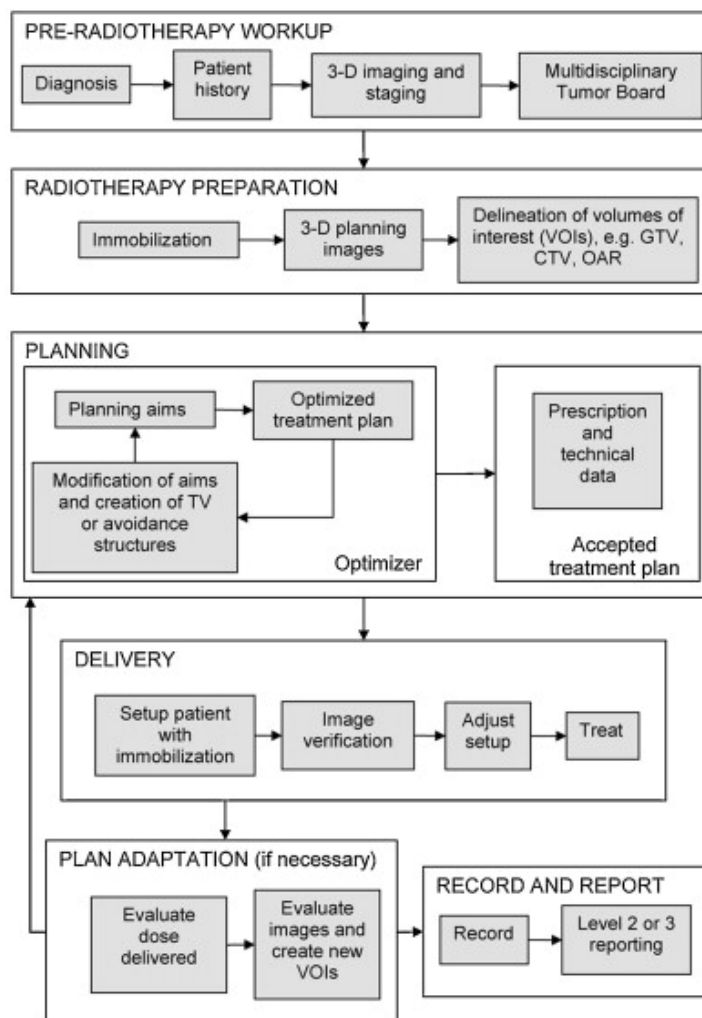 PRE-RADIOTHERAPY WORKUP
Diagnosis
Patient
history
3-D imaging and
staging
Multidisciplinary
Tumor Board
RADIOTHERAPY PREPARATION
Immobilization
3-D planning
images
Delineation of volumes of
interest (VOIs), e.g. GTV,
CTV, OAR
PLANNING
Planning aims
Optimized
treatment plan
Modification of aims
and creation of TV
or avoidance
structures
Optimizer
Prescription
and
technical
data
Accepted
treatment plan
DELIVERY
Setup patient
with
immobilization
Image
verification
Adjust
setup
Treat
PLAN ADAPTATION (if necessary)
Evaluate
dose
delivered
Evaluate
images and
create new
VOIs
RECORD AND REPORT
Record
Level 2 or 3
reporting